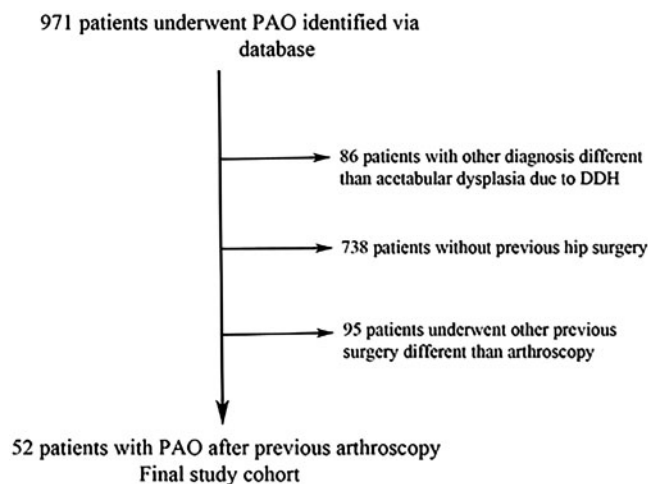 971 patients underwent PAO identified via
database
86 patients with other diagnosis different
than acetabular dysplasia due to DDH
738 patients without previous hip surgery
95 patients underwent other previous
surgery different than arthroscopy
52 patients with PAO after previous arthroscopy
Final study cohort